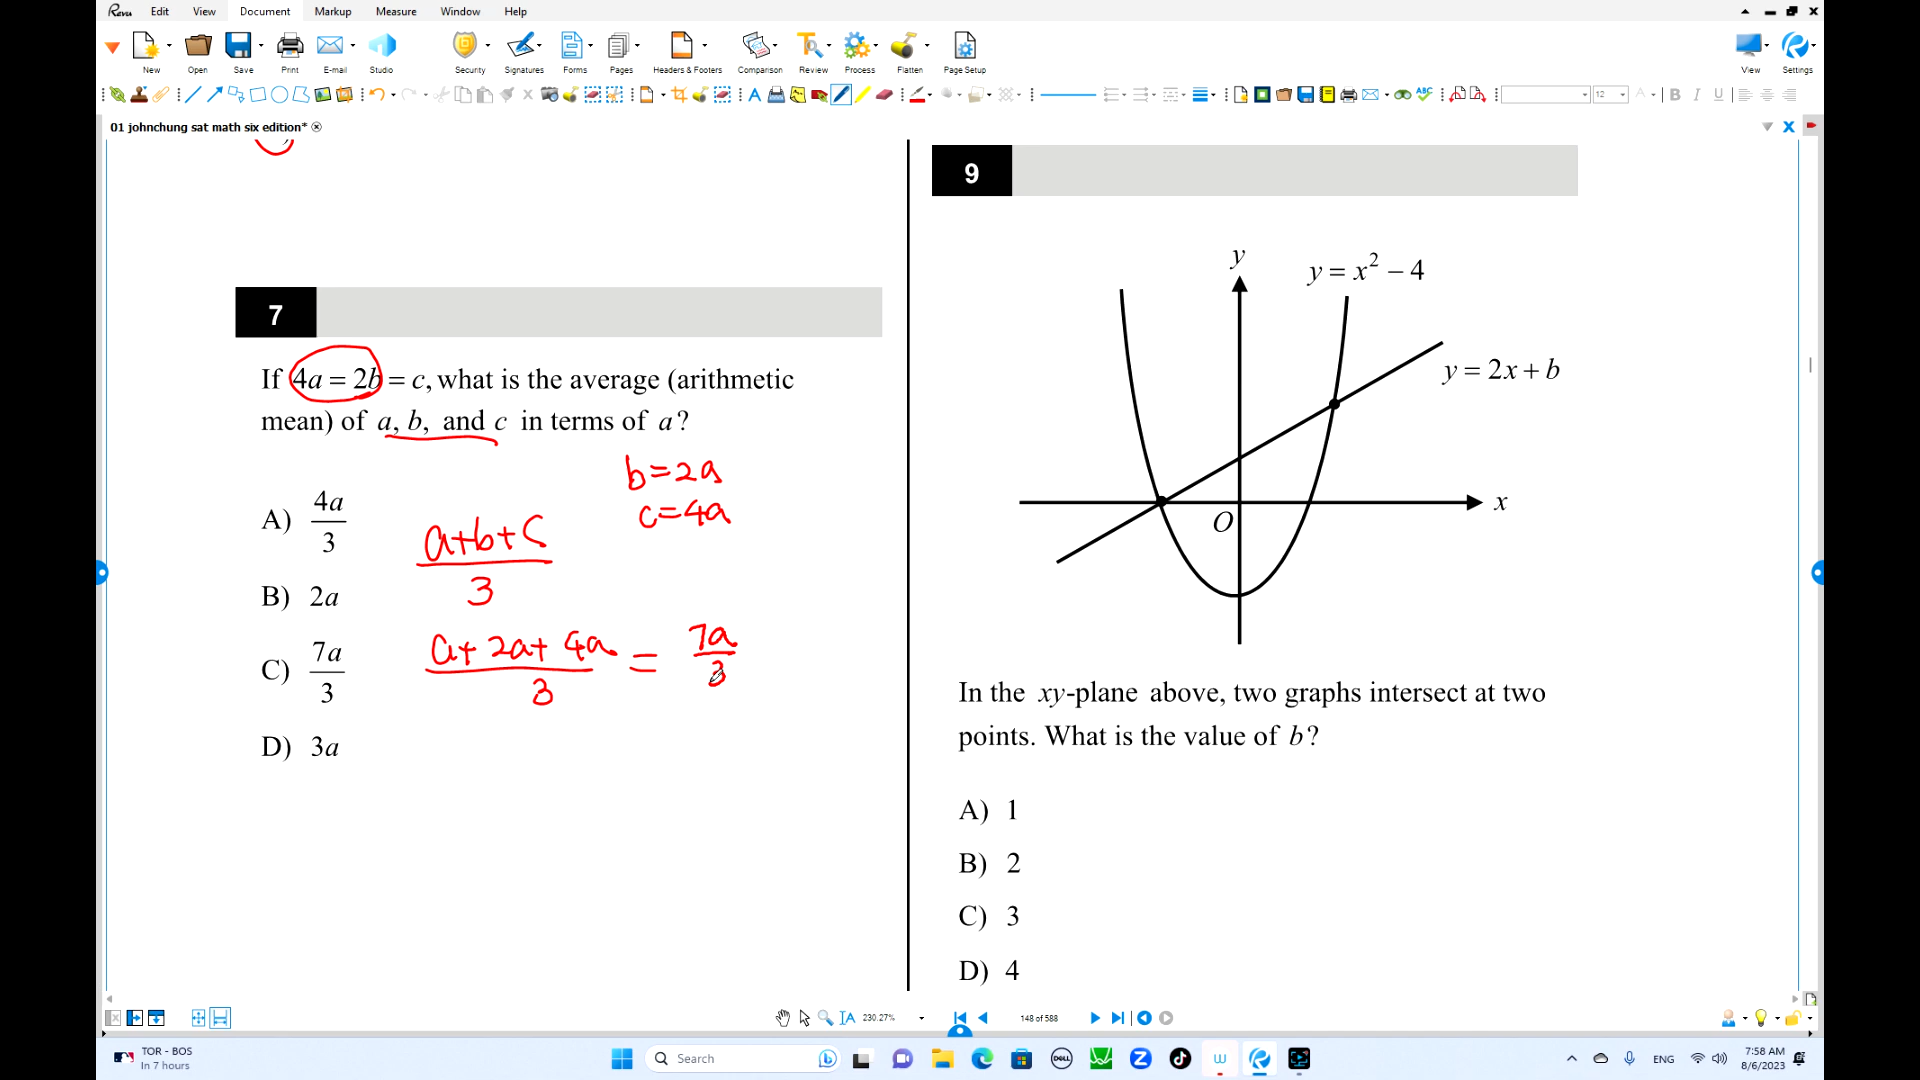 Revu Edit View Document Markup Measure Window Help
New Open Save Print E-mail Studio Security Signatures Forms Pages Headers & Footers Comparison Review Process Flatten Page Setup View Settings
12
B I U
01 johnchung sat math six edition*
7
If 4a = 2b = c, what is the average (arithmetic
mean) of a, b, and c in terms of a?
b=2a
c=4a
A) 4a/3
a+b+c
3
B) 2a
C) 7a/3
a+2a+4a / 3 = 7a/3
D) 3a
9
y
y = x² − 4
y = 2x + b
x
O
In the xy-plane above, two graphs intersect at two
points. What is the value of b?
A) 1
B) 2
C) 3
D) 4
230.27%
148 of 588
TOR - BOS
In 7 hours
Search
DELL
ENG
7:58 AM
8/6/2023